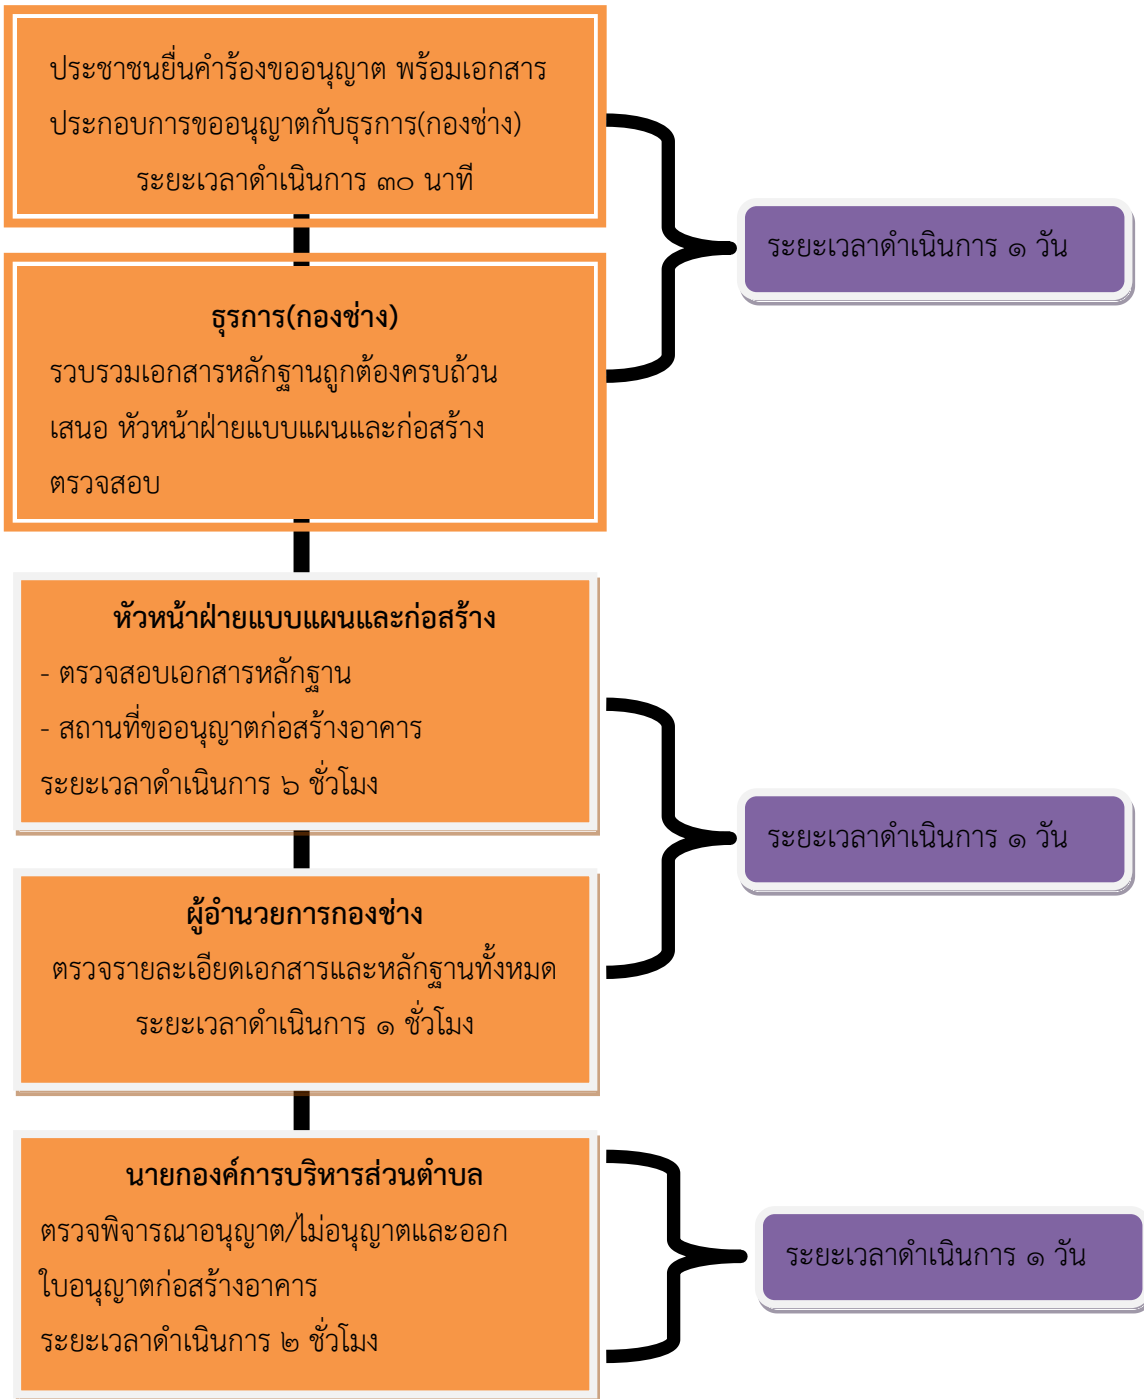 ประชาชนยื่นคำร้องขออนุญาต พร้อมเอกสาร
ประกอบการขออนุญาตกับธุรการ(กองช่าง)
ระยะเวลาดำเนินการ ๓๐ นาที
ระยะเวลาดำเนินการ ๑ วัน
ธุรการ(กองช่าง)
รวบรวมเอกสารหลักฐานถูกต้องครบถ้วน
เสนอ หัวหน้าฝ่ายแบบแผนและก่อสร้าง
ตรวจสอบ
หัวหน้าฝ่ายแบบแผนและก่อสร้าง
- ตรวจสอบเอกสารหลักฐาน
- สถานที่ขออนุญาตก่อสร้างอาคาร
ระยะเวลาดำเนินการ ๖ ชั่วโมง
ระยะเวลาดำเนินการ ๑ วัน
ผู้อำนวยการกองช่าง
ตรวจรายละเอียดเอกสารและหลักฐานทั้งหมด
ระยะเวลาดำเนินการ ๑ ชั่วโมง
นายกองค์การบริหารส่วนตำบล
ตรวจพิจารณาอนุญาต/ไม่อนุญาตและออก
ใบอนุญาตก่อสร้างอาคาร
ระยะเวลาดำเนินการ ๒ ชั่วโมง
ระยะเวลาดำเนินการ ๑ วัน